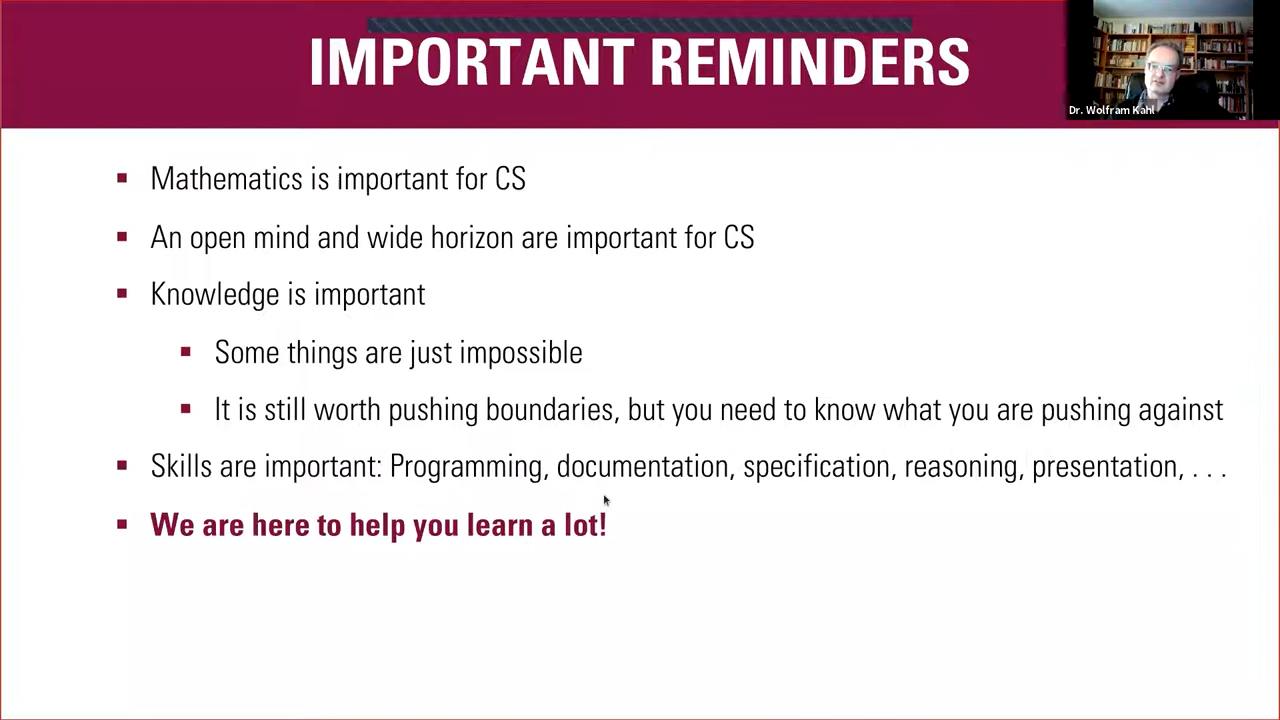 IMPORTANT REMINDERS
Dr. Wolfram Kahl
Mathematics is important for CS
An open mind and wide horizon are important for CS
Knowledge is important
Some things are just impossible
It is still worth pushing boundaries, but you need to know what you are pushing against
Skills are important: Programming, documentation, specification, reasoning, presentation, . . .
We are here to help you learn a lot!